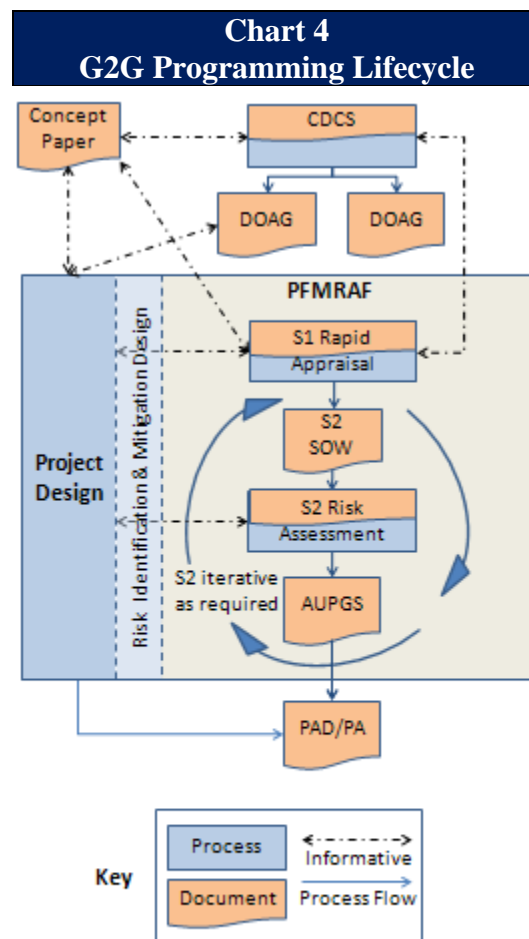 Chart 4
G2G Programming Lifecycle
Concept
Paper
CDCS
DOAG
DOAG
PFMRAF
S1 Rapid
Appraisal
S2
SOW
Project
Design
Risk Identification & Mitigation Design
S2 Risk
Assessment
S2 iterative
as required
AUPGS
PAD/PA
Key
Process
Informative
Document
Process Flow